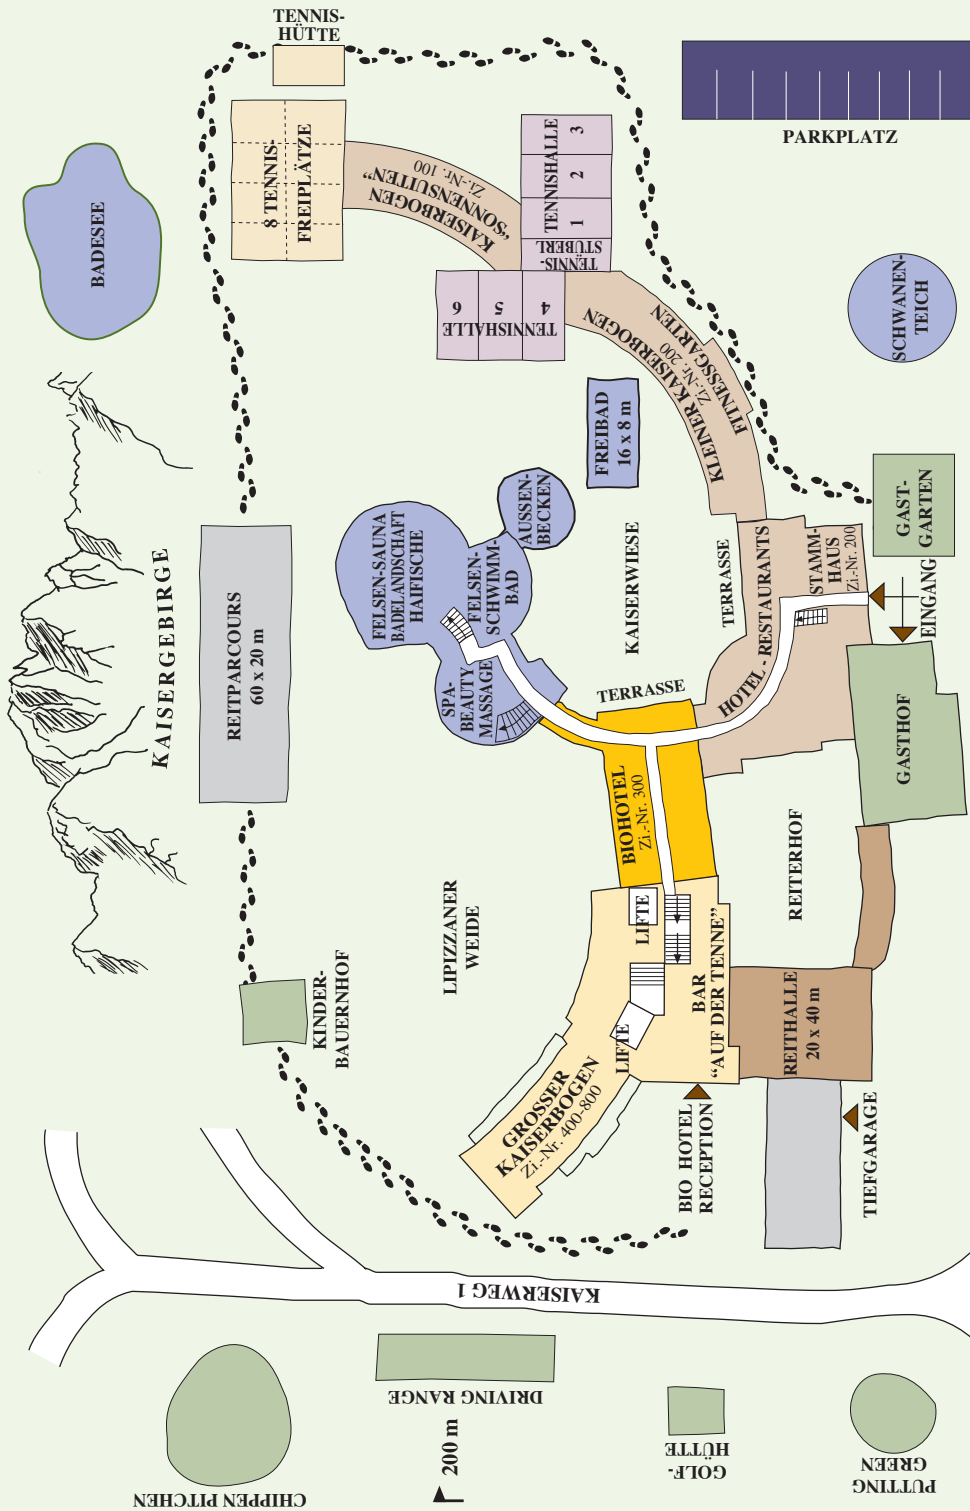 TENNIS-
HÜTTE
8 TENNIS-
FREIPLÄTZE
KAISERBOGEN
“SONNENSUITEN”
Zi.-Nr. 100
TENNISHALLE
1
2
3
TENNIS-
STÜBERL
TENNISHALLE
4
5
6
PARKPLATZ
BADESEE
SCHWANEN-
TEICH
KLEINER KAISERBOGEN
Zi.-Nr. 200
FITNESSGARTEN
FREIBAD
16 x 8 m
KAISERGEBIRGE
REITPARCOURS
60 x 20 m
FELSEN-SAUNA
BADELANDSCHAFT
HAIFISCHE
FELSEN-
SCHWIMM-
BAD
AUSSEN-
BECKEN
SPA-
BEAUTY
MASSAGE
KAISERWIESE
TERRASSE
TERRASSE
HOTEL - RESTAURANTS
STAMM-
HAUS
Zi.-Nr. 200
GAST-
GARTEN
EINGANG
GASTHOF
BIOHOTEL
Zi.-Nr. 300
REITERHOF
LIPIZZANER
WEIDE
KINDER-
BAUERNHOF
LIFTE
LIFTE
BAR
“AUF DER TENNE”
GROSSER
KAISERBOGEN
Zi.-Nr. 400-800
REITHALLE
20 x 40 m
BIO HOTEL
RECEPTION
TIEFGARAGE
KAISERWEG 1
CHIPPEN PITCHEN
DRIVING RANGE
200 m
GOLF-
HÜTTE
PUTTING
GREEN